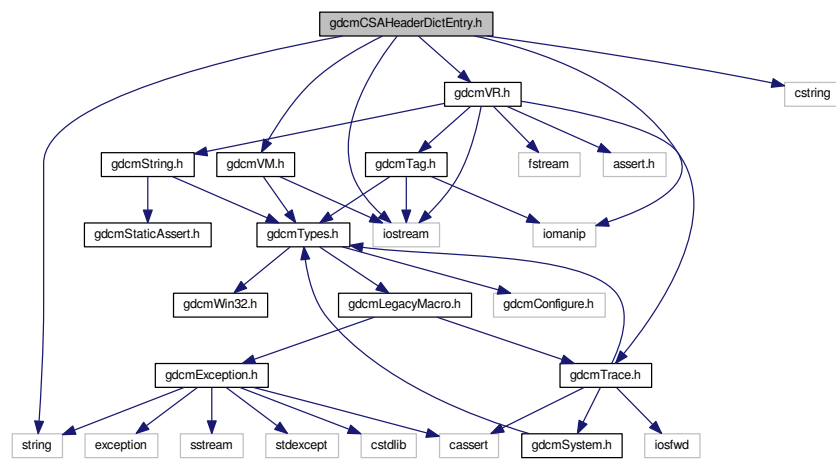 gdcmCSAHeaderDictEntry.h
gdcmVR.h
cstring
gdcmString.h
gdcmVM.h
gdcmTag.h
fstream
assert.h
gdcmStaticAssert.h
gdcmTypes.h
iostream
iomanip
gdcmWin32.h
gdcmLegacyMacro.h
gdcmConfigure.h
gdcmException.h
gdcmTrace.h
string
exception
sstream
stdexcept
cstdlib
cassert
gdcmSystem.h
iosfwd